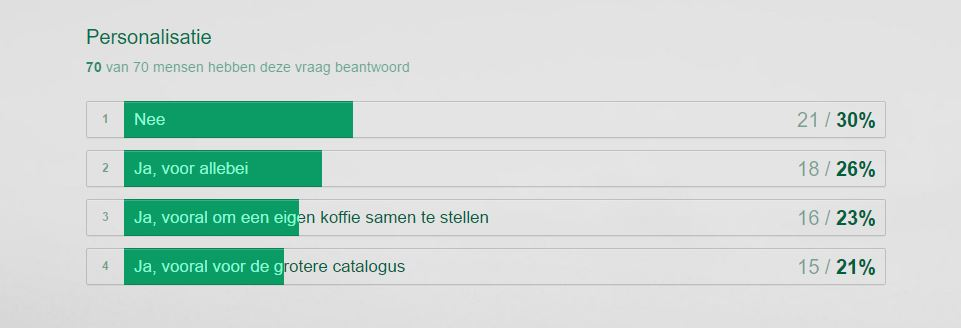 Personalisatie
70 van 70 mensen hebben deze vraag beantwoord
1 Nee 21 / 30%
2 Ja, voor allebei 18 / 26%
3 Ja, vooral om een eigen koffie samen te stellen 16 / 23%
4 Ja, vooral voor de grotere catalogus 15 / 21%